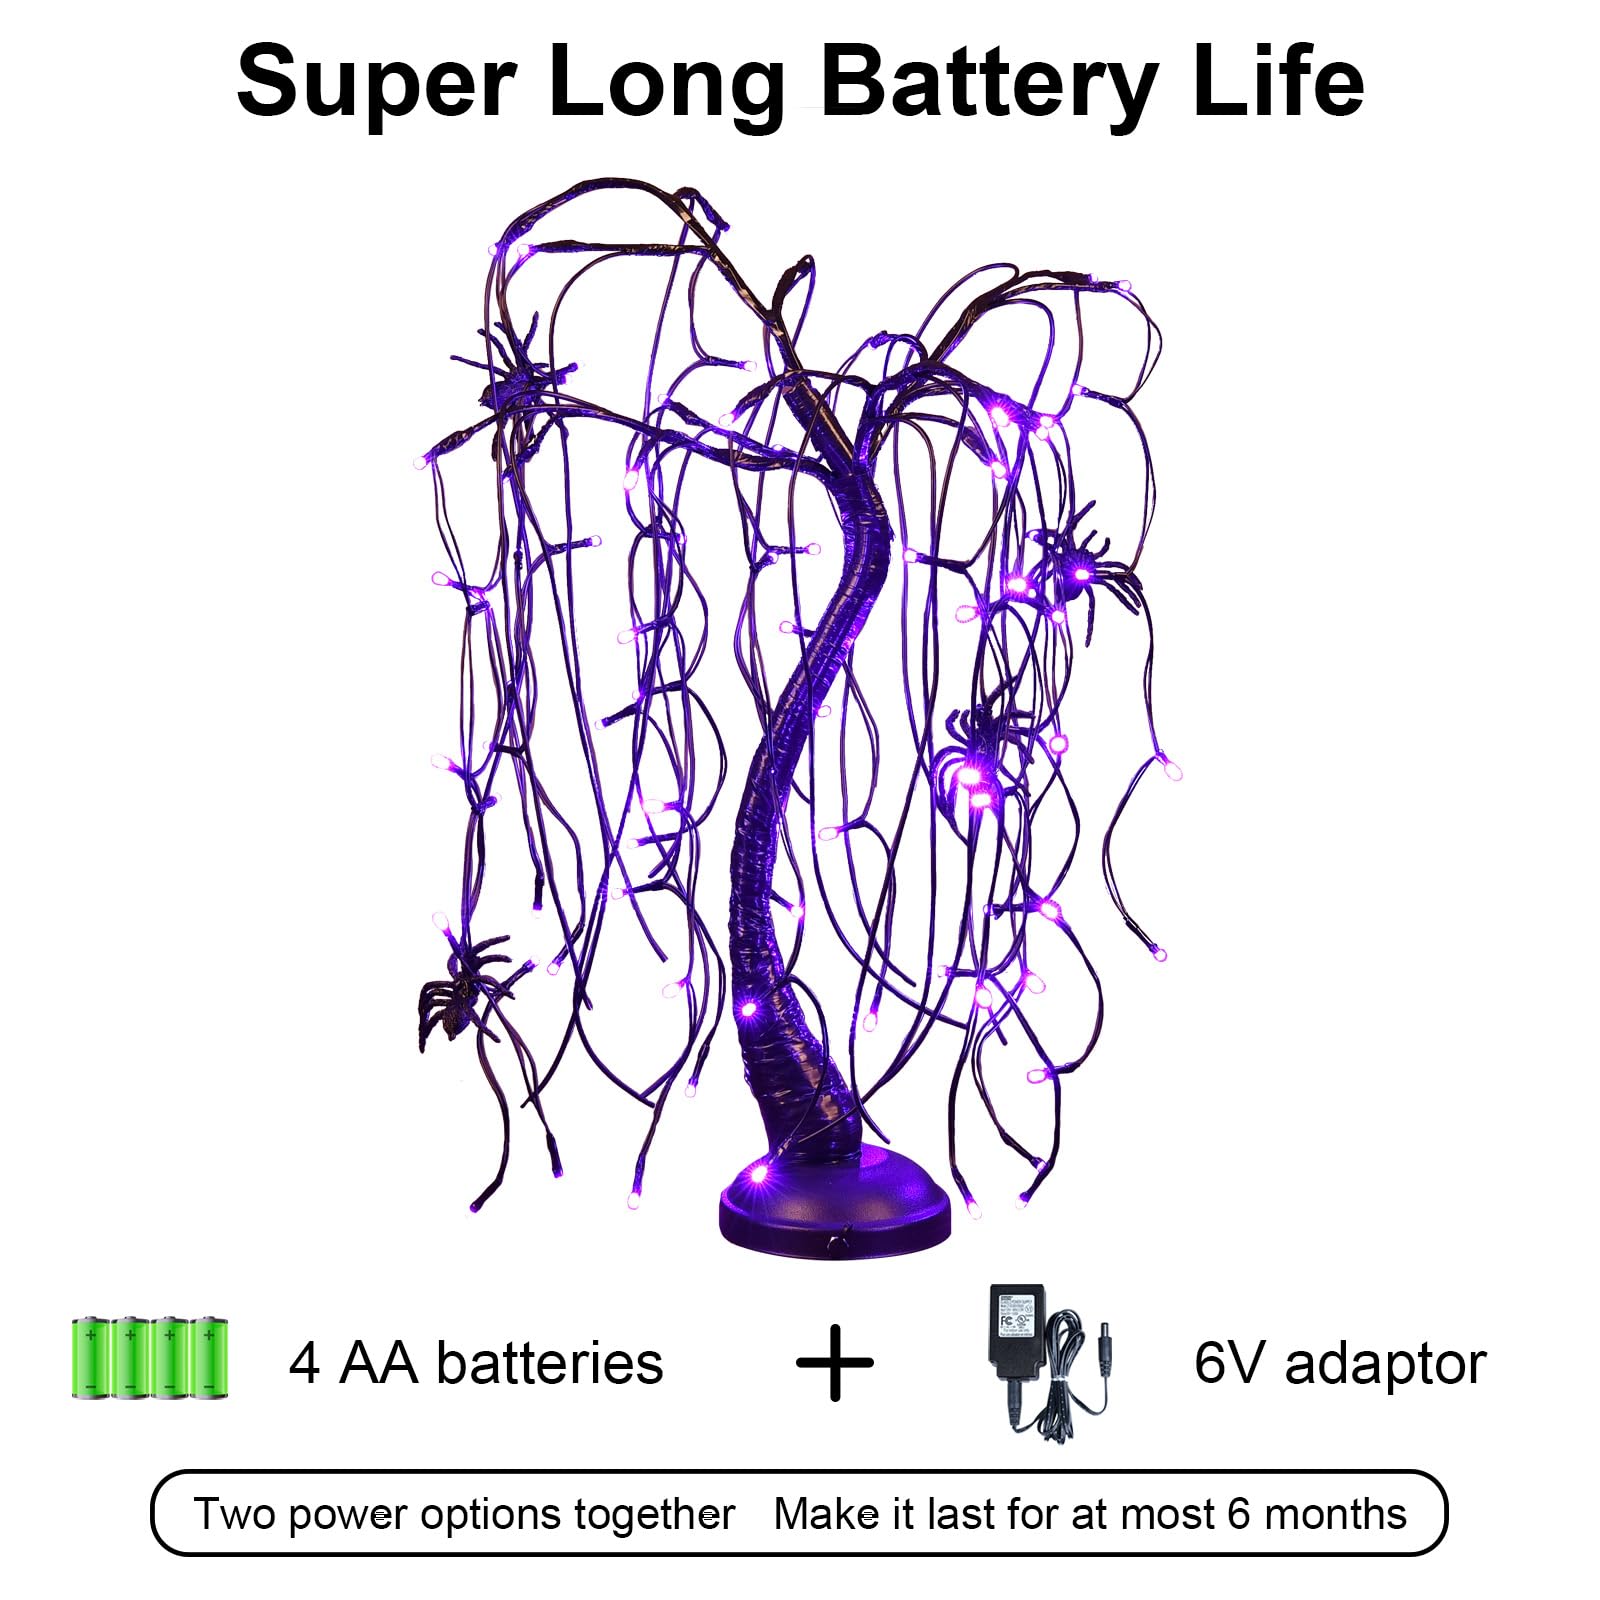 Super Long Battery Life
4 AA batteries
6V adaptor
Two power options together Make it last for at most 6 months